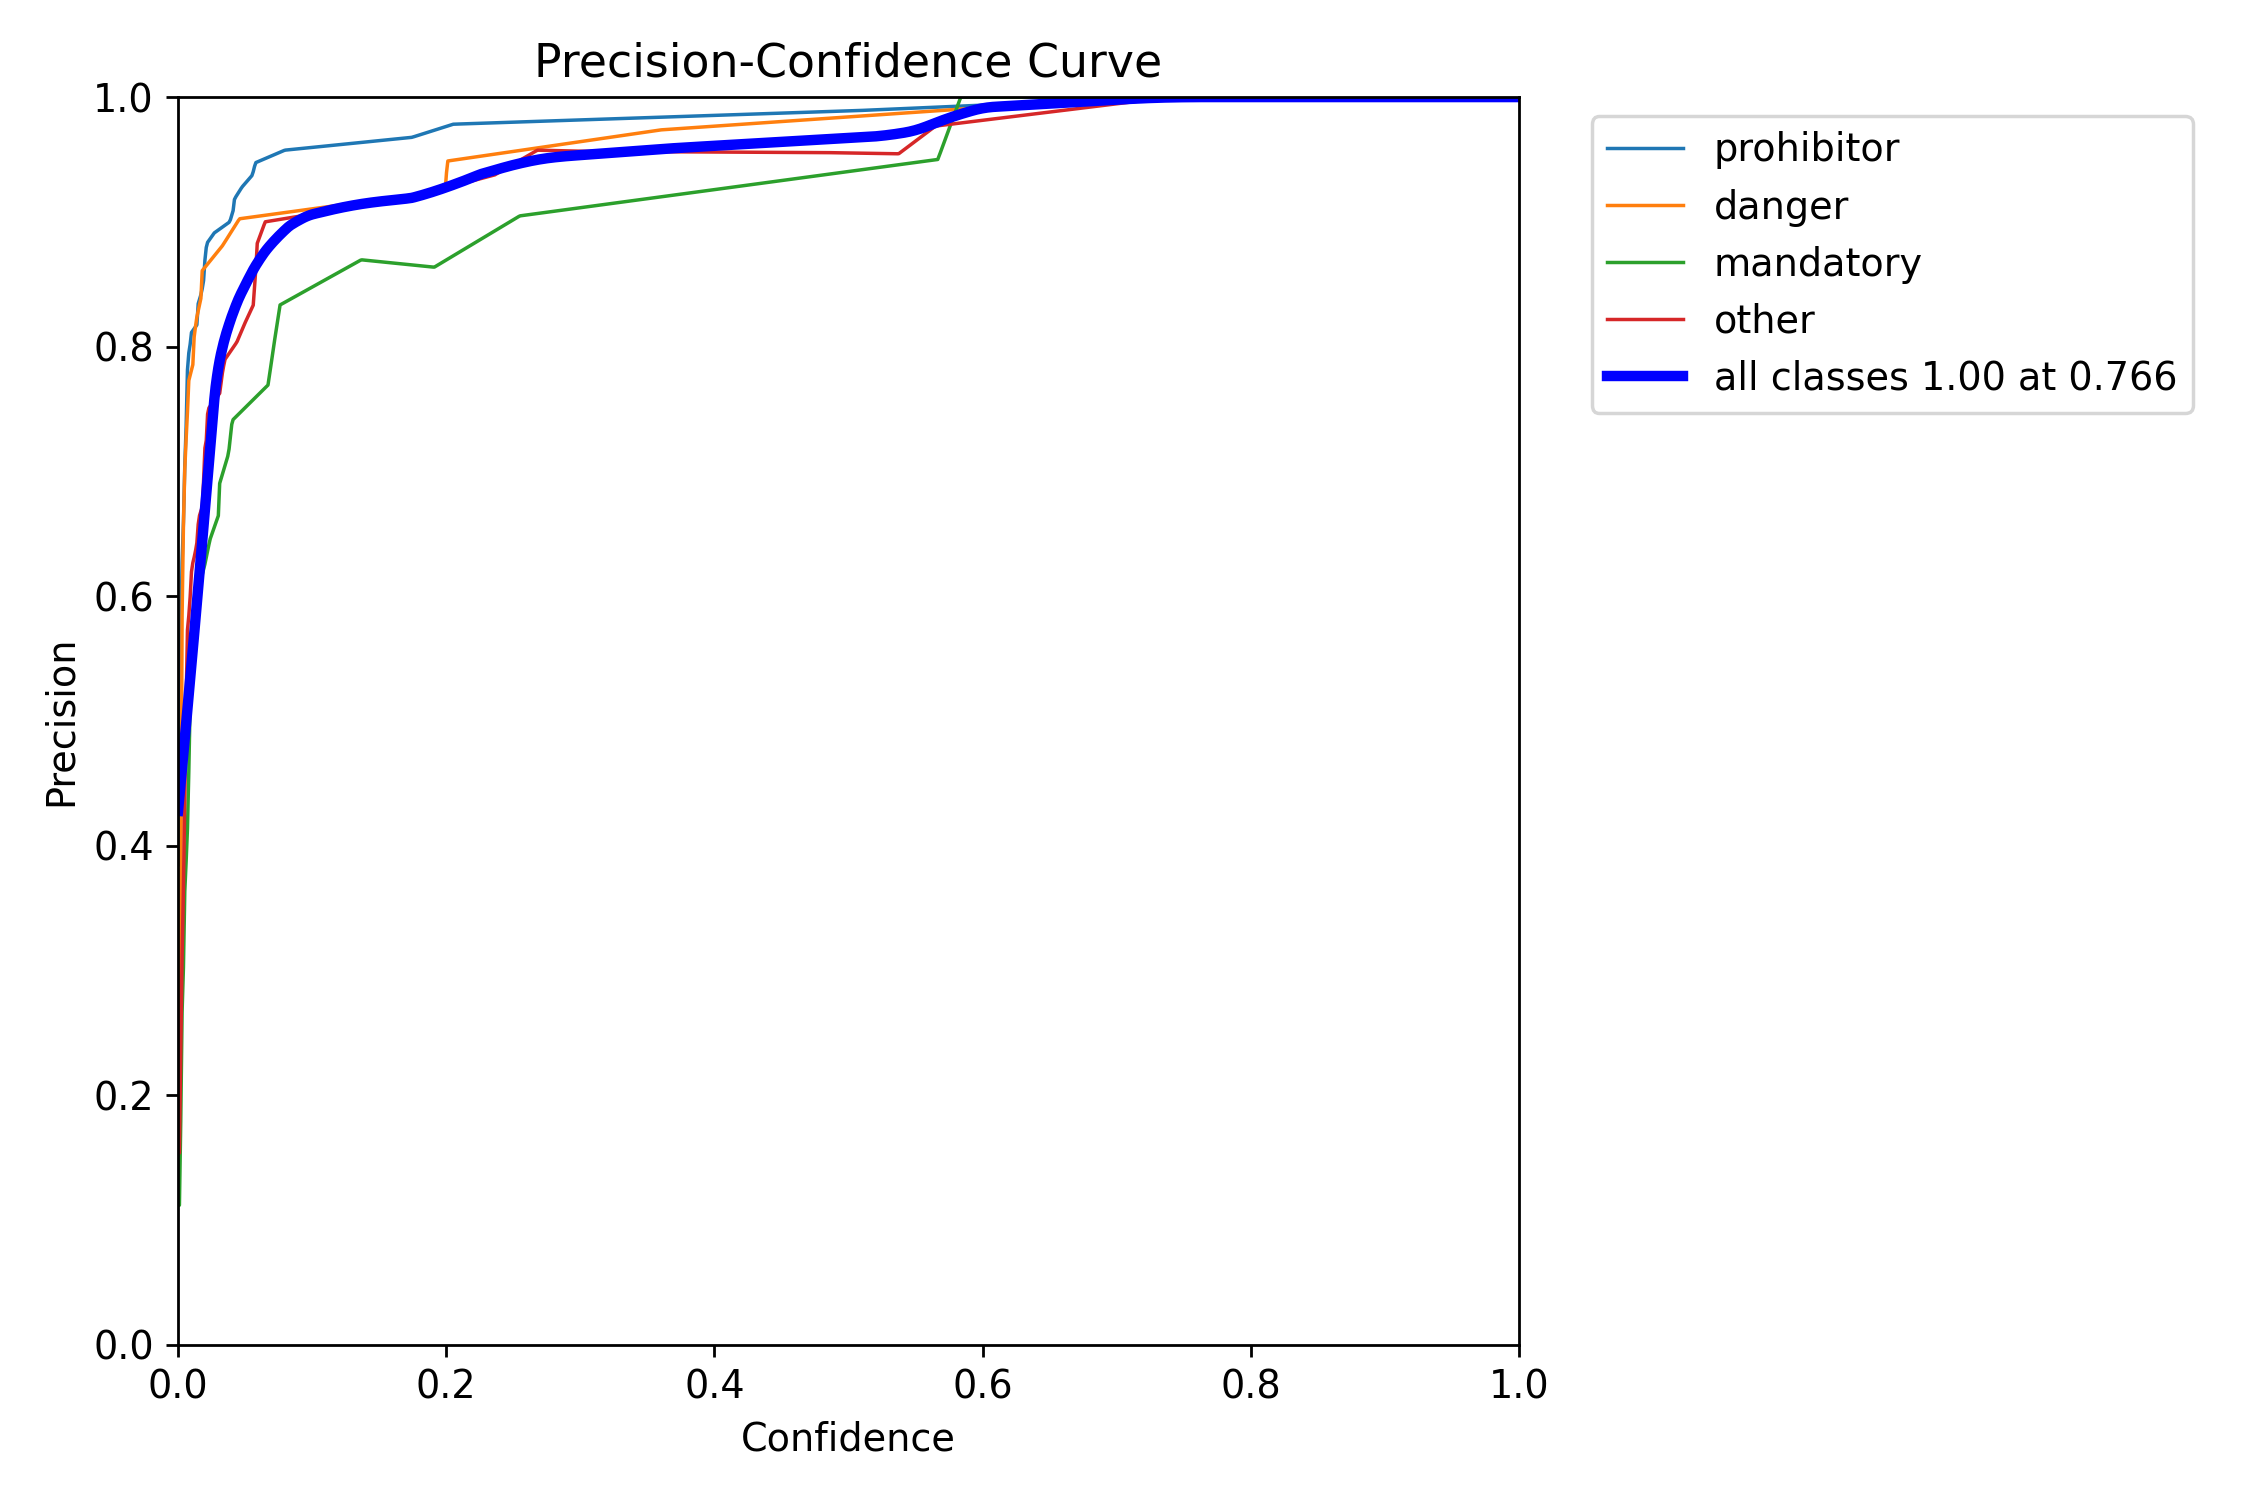 Precision-Confidence Curve
1.0
0.8
0.6
0.4
0.2
0.0
Precision
0.0 0.2 0.4 0.6 0.8 1.0
Confidence
prohibitor
danger
mandatory
other
all classes 1.00 at 0.766